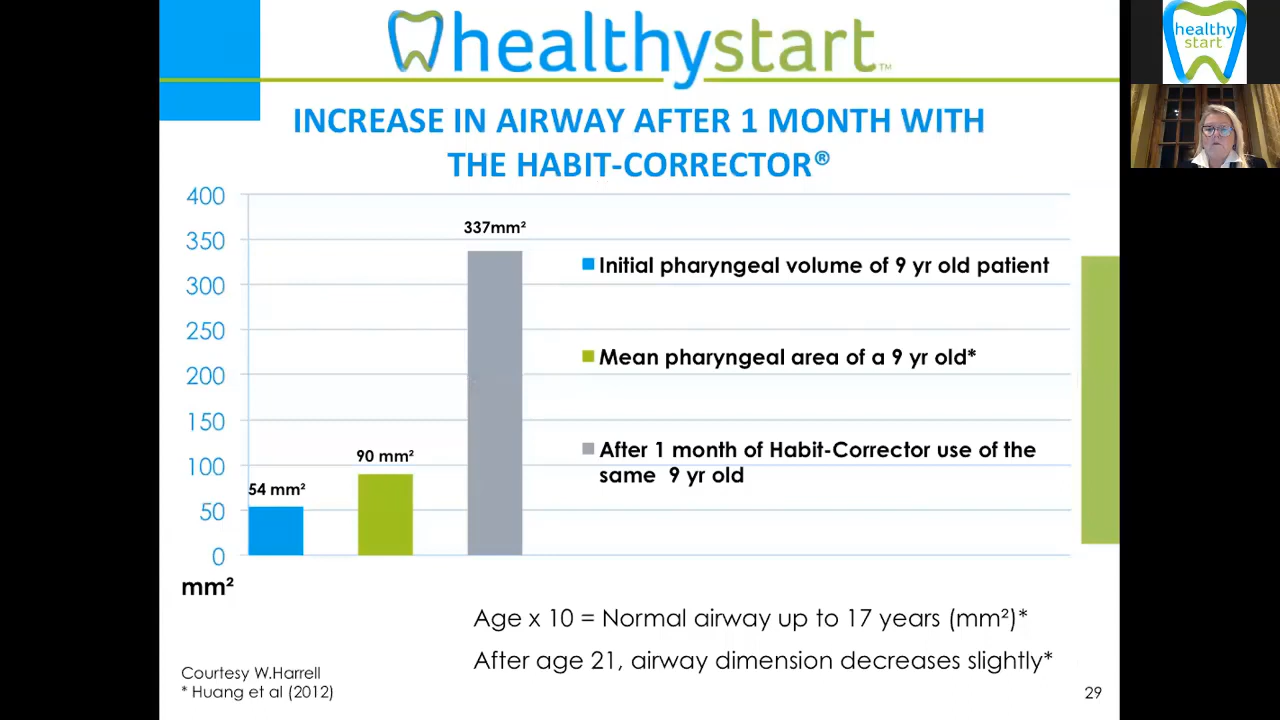 healthystart™
INCREASE IN AIRWAY AFTER 1 MONTH WITH
THE HABIT-CORRECTOR®
400
350
300
250
200
150
100
50
0
mm²
54 mm²
90 mm²
337mm²
Initial pharyngeal volume of 9 yr old patient
Mean pharyngeal area of a 9 yr old*
After 1 month of Habit-Corrector use of the
same 9 yr old
Age x 10 = Normal airway up to 17 years (mm²)*
After age 21, airway dimension decreases slightly*
Courtesy W.Harrell
* Huang et al (2012)
29
healthy
start